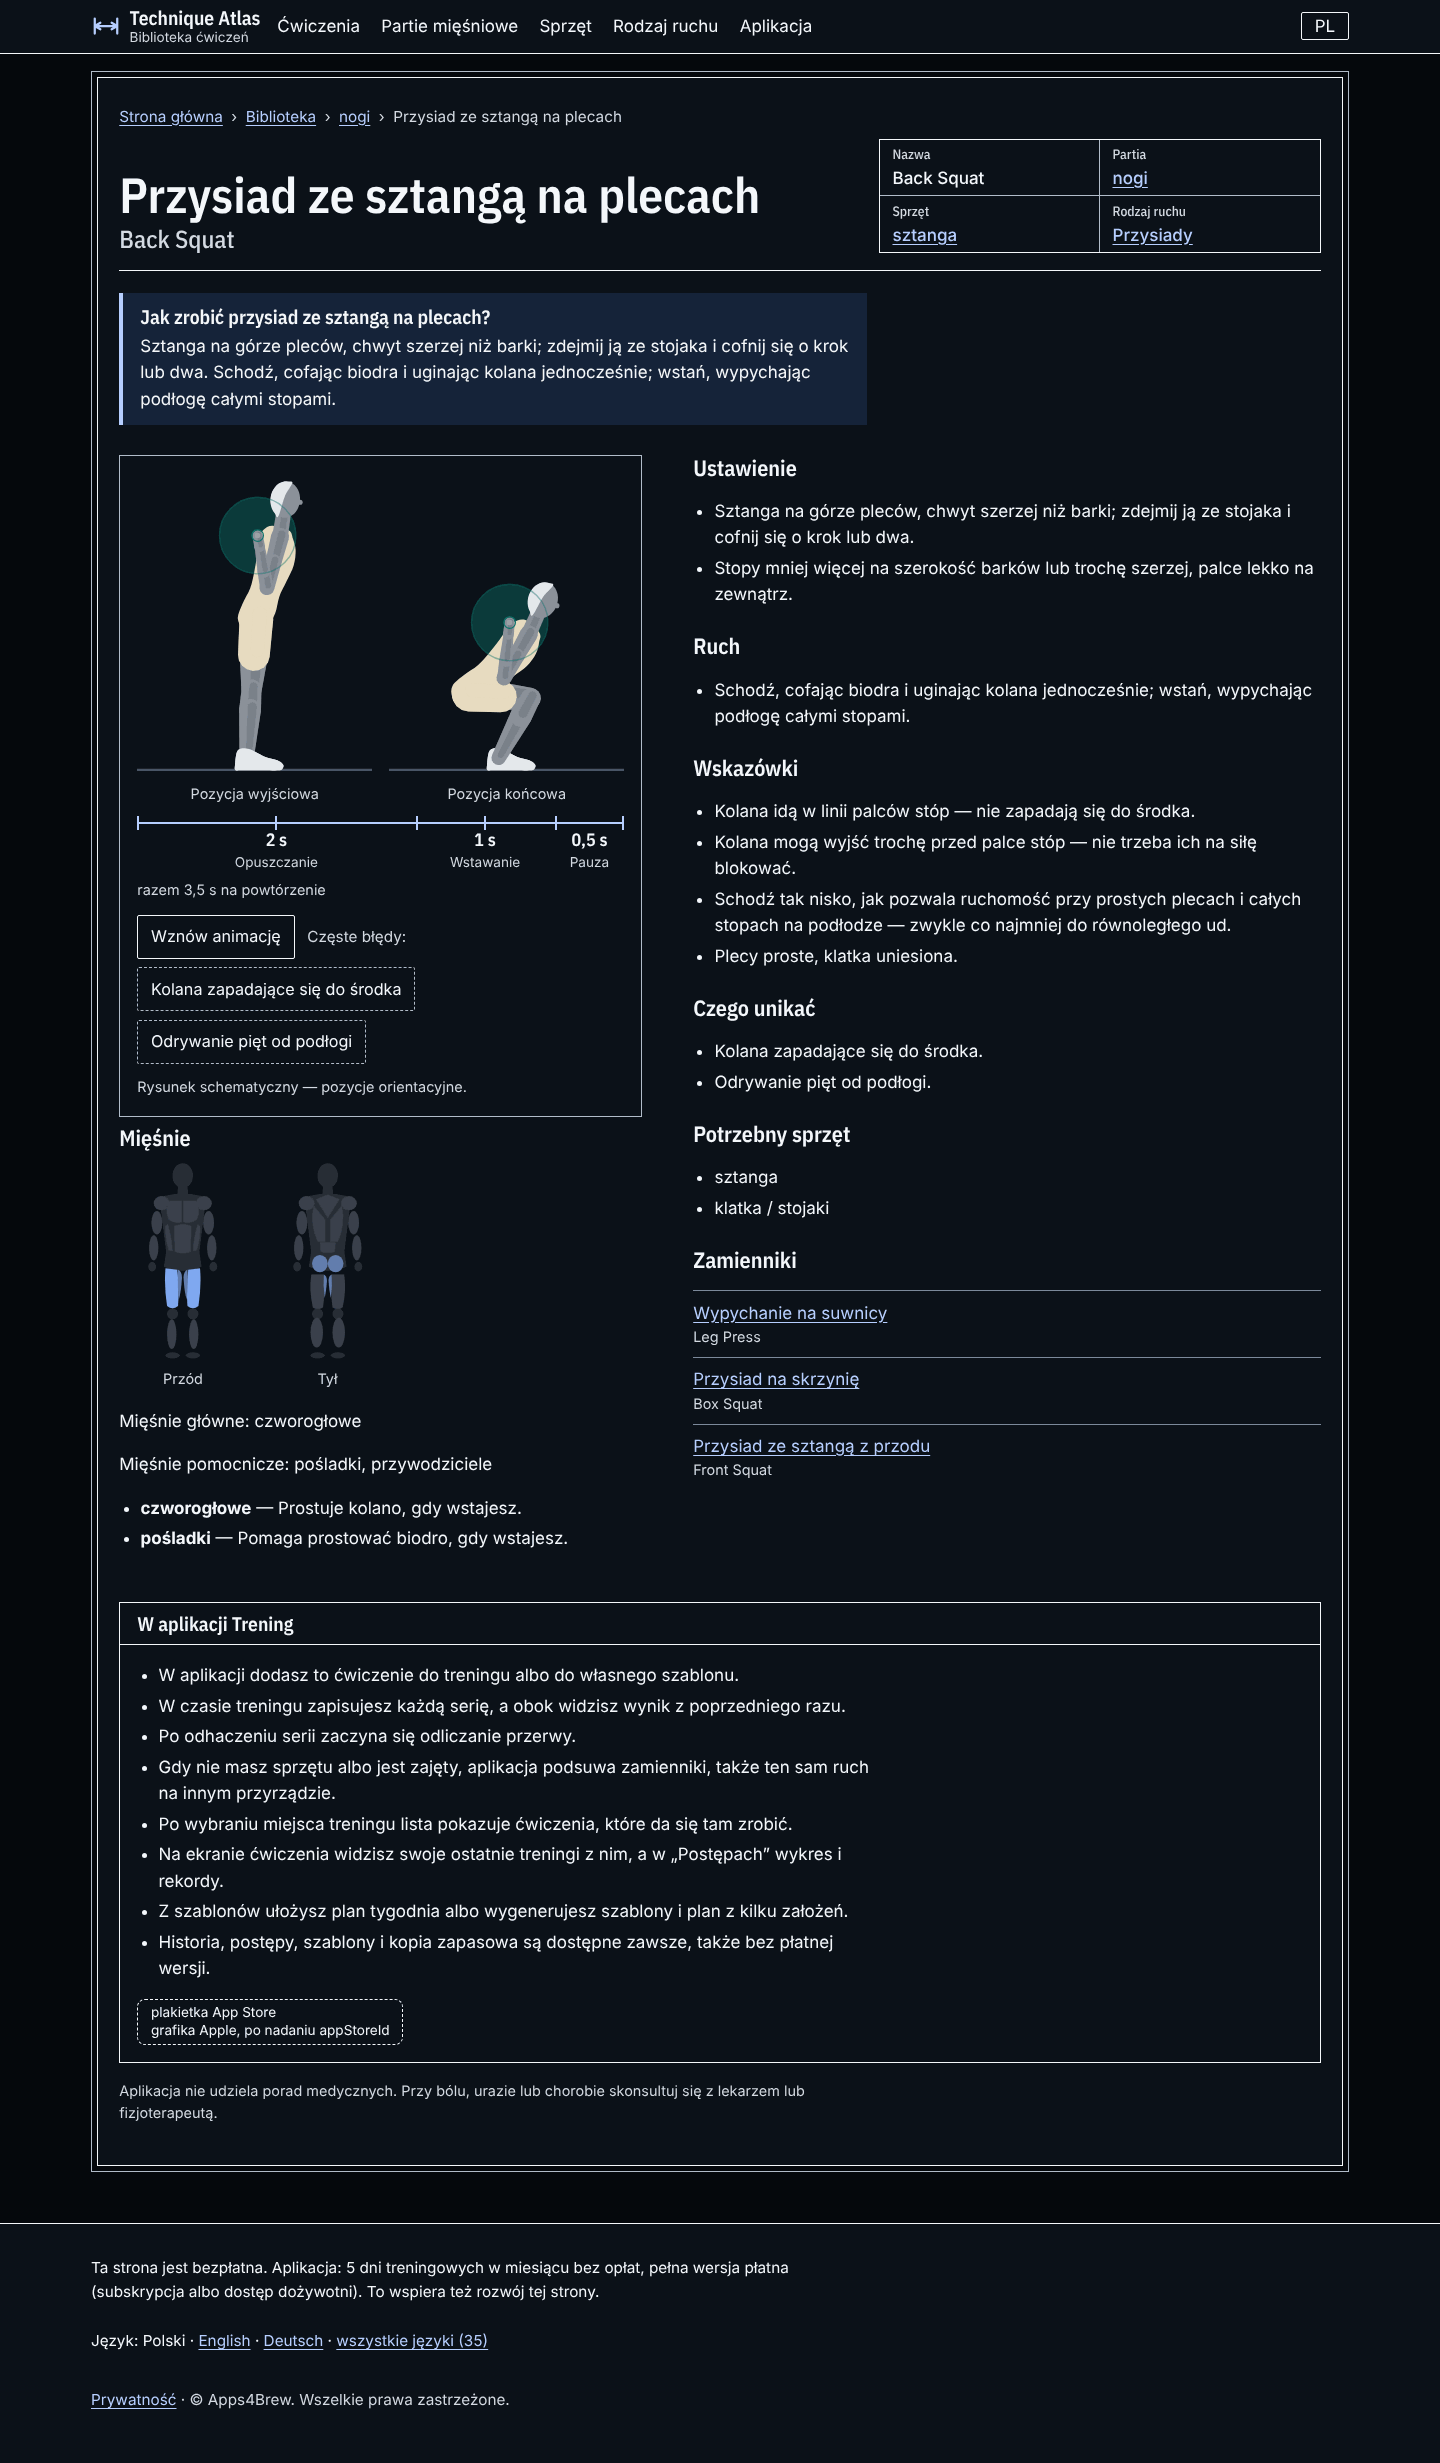 Technique Atlas
Biblioteka ćwiczeń
Ćwiczenia
Partie mięśniowe
Sprzęt
Rodzaj ruchu
Aplikacja
PL
Strona główna › Biblioteka › nogi › Przysiad ze sztangą na plecach
Przysiad ze sztangą na plecach
Back Squat
Nazwa
Back Squat
Partia
nogi
Sprzęt
sztanga
Rodzaj ruchu
Przysiady
Jak zrobić przysiad ze sztangą na plecach?
Sztanga na górze pleców, chwyt szerzej niż barki; zdejmij ją ze stojaka i cofnij się o krok
lub dwa. Schodź, cofając biodra i uginając kolana jednocześnie; wstań, wypychając
podłogę całymi stopami.
Pozycja wyjściowa
Pozycja końcowa
2 s
Opuszczanie
1 s
Wstawanie
0,5 s
Pauza
razem 3,5 s na powtórzenie
Wznów animację
Częste błędy:
Kolana zapadające się do środka
Odrywanie pięt od podłogi
Rysunek schematyczny — pozycje orientacyjne.
Mięśnie
Przód
Tył
Mięśnie główne: czworogłowe
Mięśnie pomocnicze: pośladki, przywodziciele
• czworogłowe — Prostuje kolano, gdy wstajesz.
• pośladki — Pomaga prostować biodro, gdy wstajesz.
Ustawienie
• Sztanga na górze pleców, chwyt szerzej niż barki; zdejmij ją ze stojaka i
cofnij się o krok lub dwa.
• Stopy mniej więcej na szerokość barków lub trochę szerzej, palce lekko na
zewnątrz.
Ruch
• Schodź, cofając biodra i uginając kolana jednocześnie; wstań, wypychając
podłogę całymi stopami.
Wskazówki
• Kolana idą w linii palców stóp — nie zapadają się do środka.
• Kolana mogą wyjść trochę przed palce stóp — nie trzeba ich na siłę
blokować.
• Schodź tak nisko, jak pozwala ruchomość przy prostych plecach i całych
stopach na podłodze — zwykle co najmniej do równoległego ud.
• Plecy proste, klatka uniesiona.
Czego unikać
• Kolana zapadające się do środka.
• Odrywanie pięt od podłogi.
Potrzebny sprzęt
• sztanga
• klatka / stojaki
Zamienniki
Wypychanie na suwnicy
Leg Press
Przysiad na skrzynię
Box Squat
Przysiad ze sztangą z przodu
Front Squat
W aplikacji Trening
• W aplikacji dodasz to ćwiczenie do treningu albo do własnego szablonu.
• W czasie treningu zapisujesz każdą serię, a obok widzisz wynik z poprzedniego razu.
• Po odhaczeniu serii zaczyna się odliczanie przerwy.
• Gdy nie masz sprzętu albo jest zajęty, aplikacja podsuwa zamienniki, także ten sam ruch
na innym przyrządzie.
• Po wybraniu miejsca treningu lista pokazuje ćwiczenia, które da się tam zrobić.
• Na ekranie ćwiczenia widzisz swoje ostatnie treningi z nim, a w „Postępach” wykres i
rekordy.
• Z szablonów ułożysz plan tygodnia albo wygenerujesz szablony i plan z kilku założeń.
• Historia, postępy, szablony i kopia zapasowa są dostępne zawsze, także bez płatnej
wersji.
plakietka App Store
grafika Apple, po nadaniu appStoreId
Aplikacja nie udziela porad medycznych. Przy bólu, urazie lub chorobie skonsultuj się z lekarzem lub
fizjoterapeutą.
Ta strona jest bezpłatna. Aplikacja: 5 dni treningowych w miesiącu bez opłat, pełna wersja płatna
(subskrypcja albo dostęp dożywotni). To wspiera też rozwój tej strony.
Język: Polski · English · Deutsch · wszystkie języki (35)
Prywatność · © Apps4Brew. Wszelkie prawa zastrzeżone.